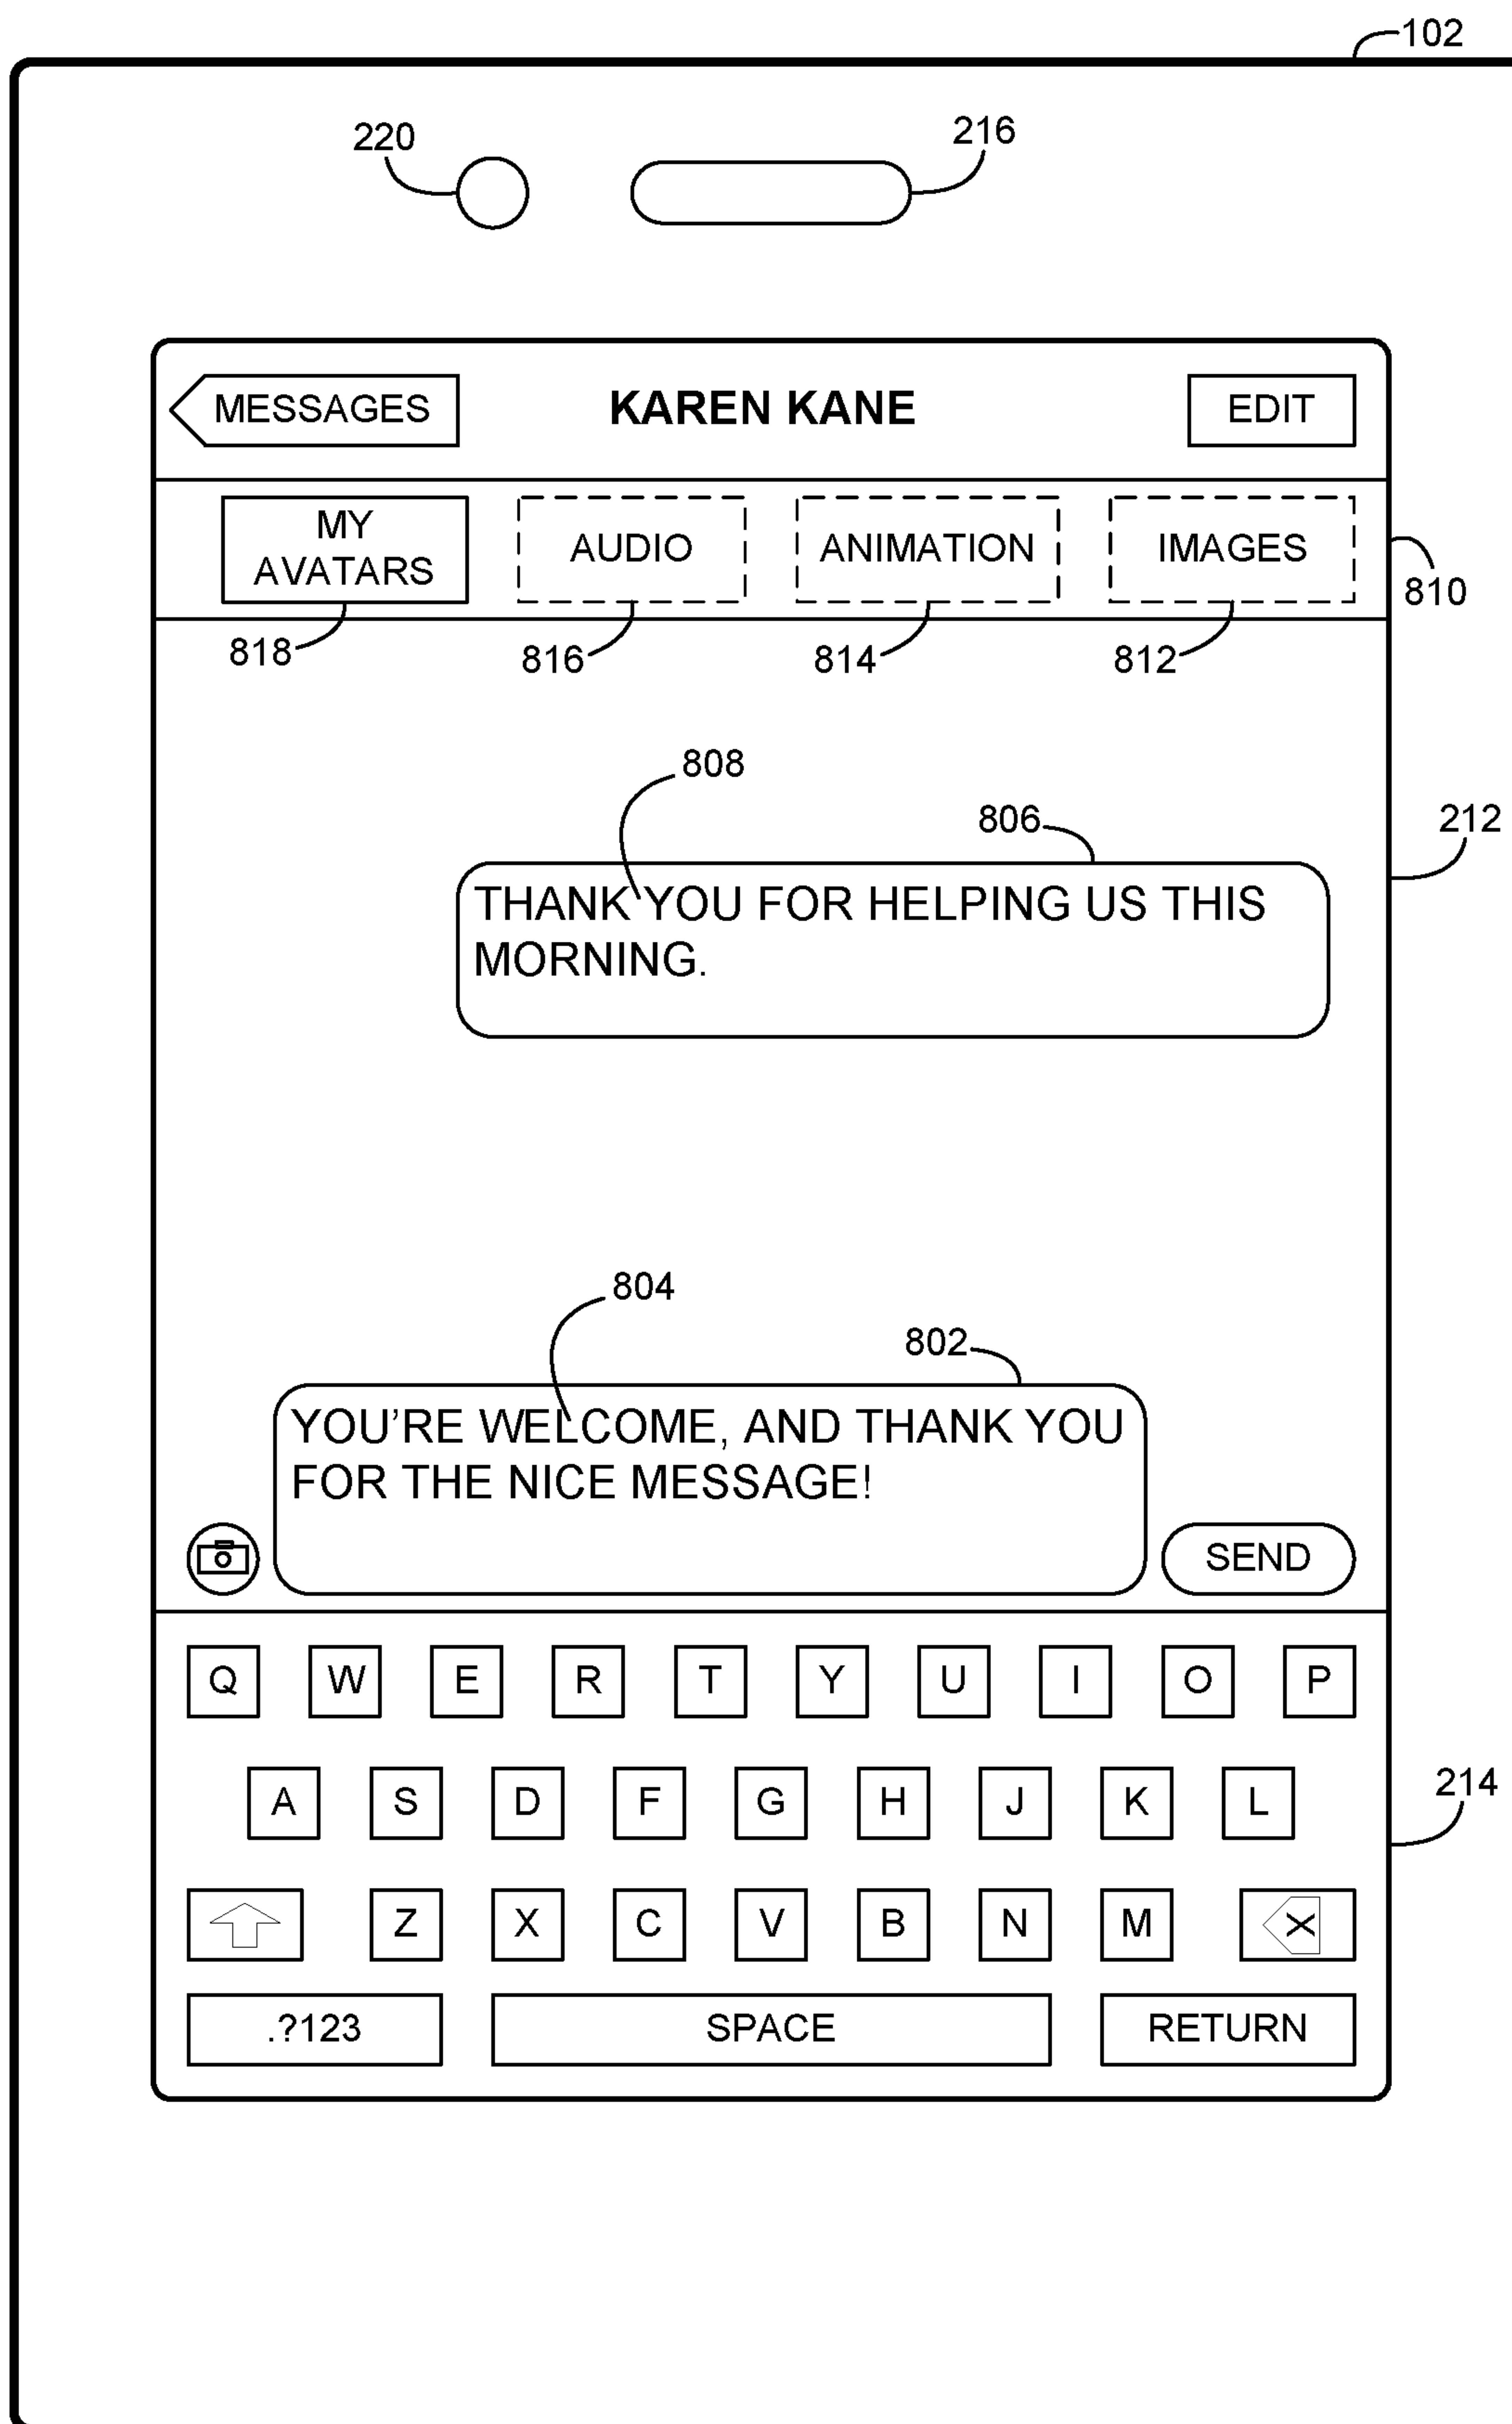 102
220
216
MESSAGES
KAREN KANE
EDIT
MY
AVATARS
AUDIO
ANIMATION
IMAGES
810
818
816
814
812
808
806
212
THANK YOU FOR HELPING US THIS
MORNING.
804
802
YOU'RE WELCOME, AND THANK YOU
FOR THE NICE MESSAGE!
SEND
Q W E R T Y U I O P
214
A S D F G H J K L
Z X C V B N M X
.?123 SPACE RETURN